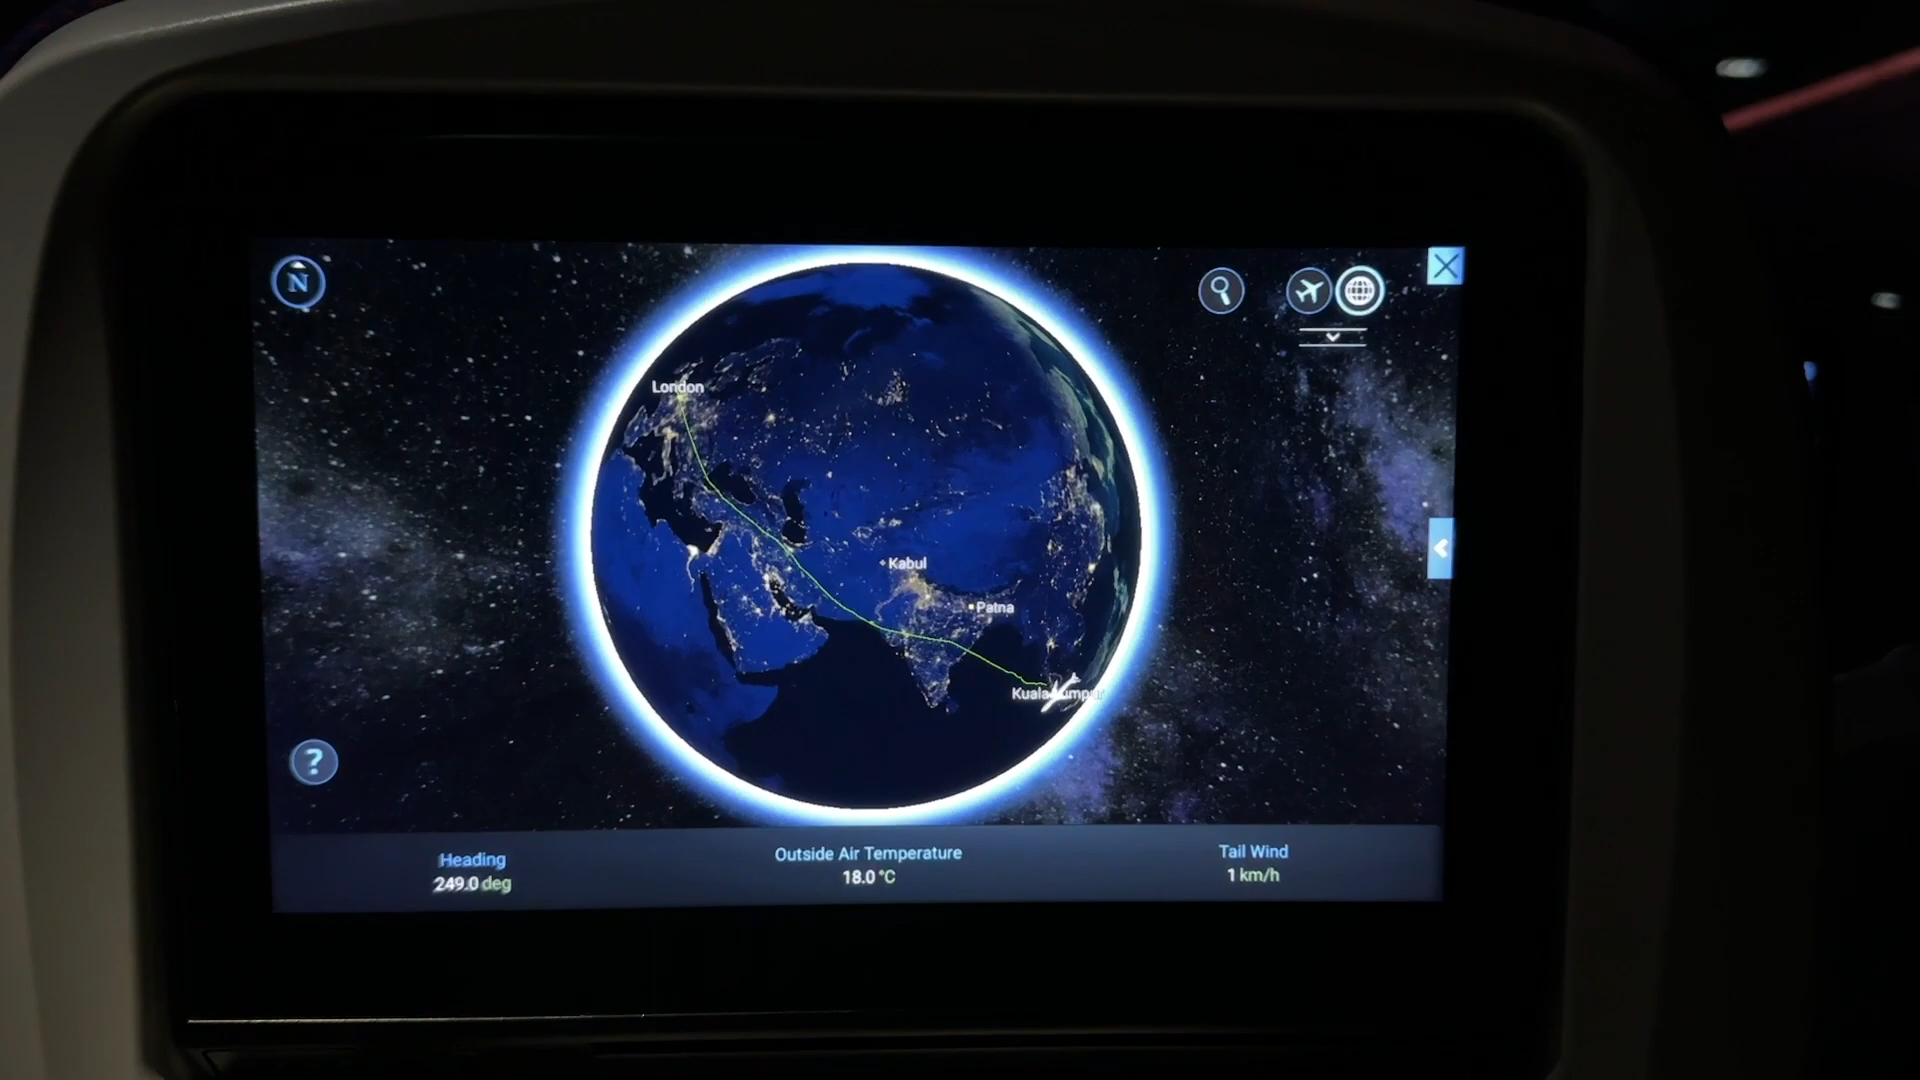 N
London
Kabul
Patna
Kuala Lumpur
?
Heading
249.0 deg
Outside Air Temperature
18.0 °C
Tail Wind
1 km/h